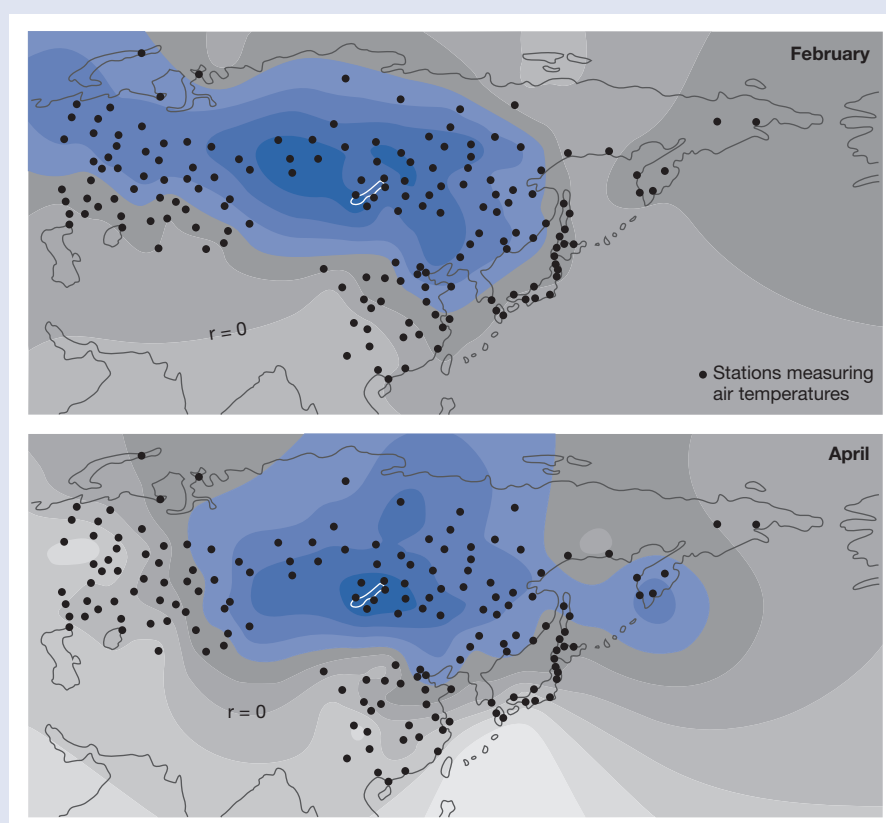 February
r = 0
Stations measuring
air temperatures
April
r = 0